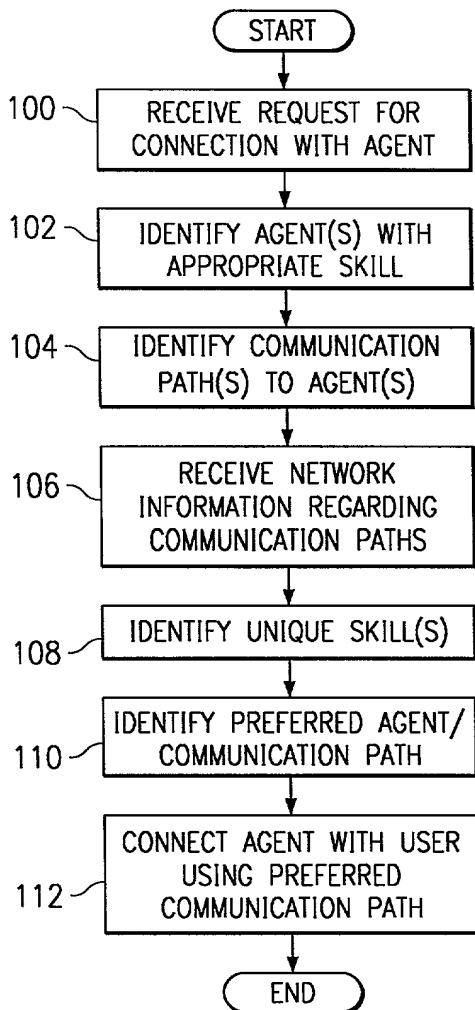 START
100
RECEIVE REQUEST FOR
CONNECTION WITH AGENT
102
IDENTIFY AGENT(S) WITH
APPROPRIATE SKILL
104
IDENTIFY COMMUNICATION
PATH(S) TO AGENT(S)
106
RECEIVE NETWORK
INFORMATION REGARDING
COMMUNICATION PATHS
108
IDENTIFY UNIQUE SKILL(S)
110
IDENTIFY PREFERRED AGENT/
COMMUNICATION PATH
112
CONNECT AGENT WITH USER
USING PREFERRED
COMMUNICATION PATH
END